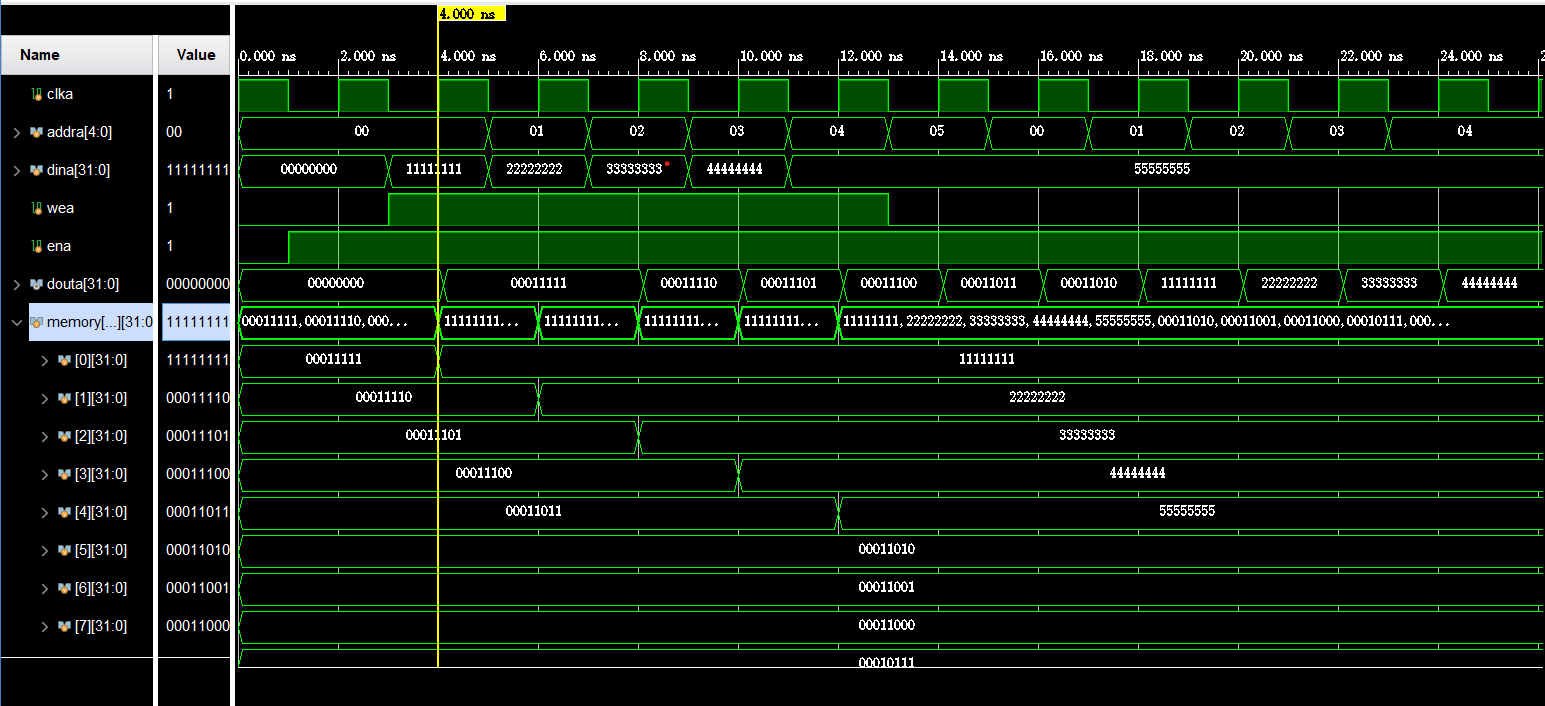 4.000 ns
Name Value 0.000 ns 2.000 ns 4.000 ns 6.000 ns 8.000 ns 10.000 ns 12.000 ns 14.000 ns 16.000 ns 18.000 ns 20.000 ns 22.000 ns 24.000 ns 2
clka 1
addra[4:0] 00 00 01 02 03 04 05 00 01 02 03 04
dina[31:0] 11111111 00000000 11111111 22222222 33333333 44444444 55555555
wea 1
ena 1
douta[31:0] 00000000 00000000 00011111 00011110 00011101 00011100 00011011 00011010 11111111 22222222 33333333 44444444
memory[...][31:0 11111111 00011111,00011110,000... 11111111... 11111111... 11111111... 11111111... 11111111,22222222,33333333,44444444,55555555,00011010,00011001,00011000,00010111,000...
[0][31:0] 11111111 00011111 11111111
[1][31:0] 00011110 00011110 22222222
[2][31:0] 00011101 00011101 33333333
[3][31:0] 00011100 00011100 44444444
[4][31:0] 00011011 00011011 55555555
[5][31:0] 00011010 00011010
[6][31:0] 00011001 00011001
[7][31:0] 00011000 00011000
00010111